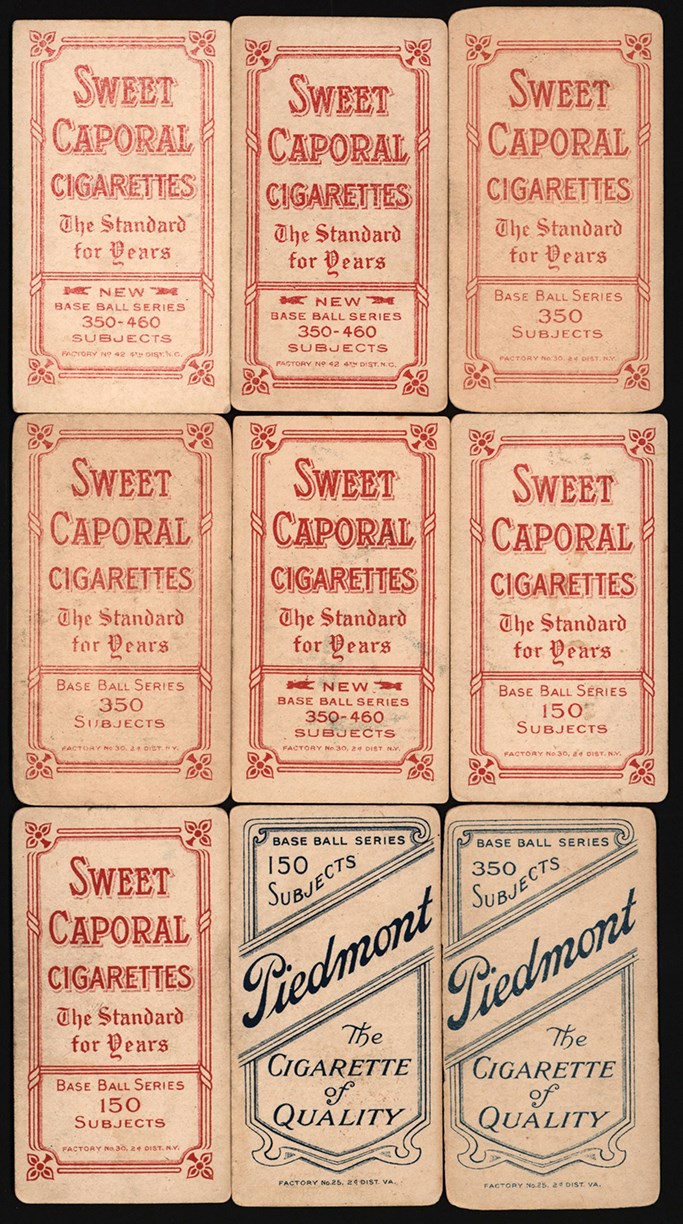 SWEET
CAPORAL
CIGARETTES
The Standard
for Years
NEW
BASE BALL SERIES
350-460
SUBJECTS
FACTORY Nº 42 4TH DIST. N.C.
SWEET
CAPORAL
CIGARETTES
The Standard
for Years
NEW
BASE BALL SERIES
350-460
SUBJECTS
FACTORY Nº 42 4TH DIST. N.C.
SWEET
CAPORAL
CIGARETTES
The Standard
for Years
BASE BALL SERIES
350
SUBJECTS
FACTORY No. 30, 2d DIST. N.Y.
SWEET
CAPORAL
CIGARETTES
The Standard
for Years
BASE BALL SERIES
350
SUBJECTS
FACTORY No. 30, 2d DIST. N.Y.
SWEET
CAPORAL
CIGARETTES
The Standard
for Years
NEW
BASE BALL SERIES
350-460
SUBJECTS
FACTORY No. 30, 2d DIST. N.Y.
SWEET
CAPORAL
CIGARETTES
The Standard
for Years
BASE BALL SERIES
150
SUBJECTS
FACTORY No. 30, 2d DIST. N.Y.
SWEET
CAPORAL
CIGARETTES
The Standard
for Years
BASE BALL SERIES
150
SUBJECTS
FACTORY No. 30, 2d DIST. N.Y.
BASE BALL SERIES
150
SUBJECTS
Piedmont
The
CIGARETTE
of
QUALITY
FACTORY No. 25, 2d DIST. VA.
BASE BALL SERIES
350
SUBJECTS
Piedmont
The
CIGARETTE
of
QUALITY
FACTORY No. 25, 2d DIST. VA.